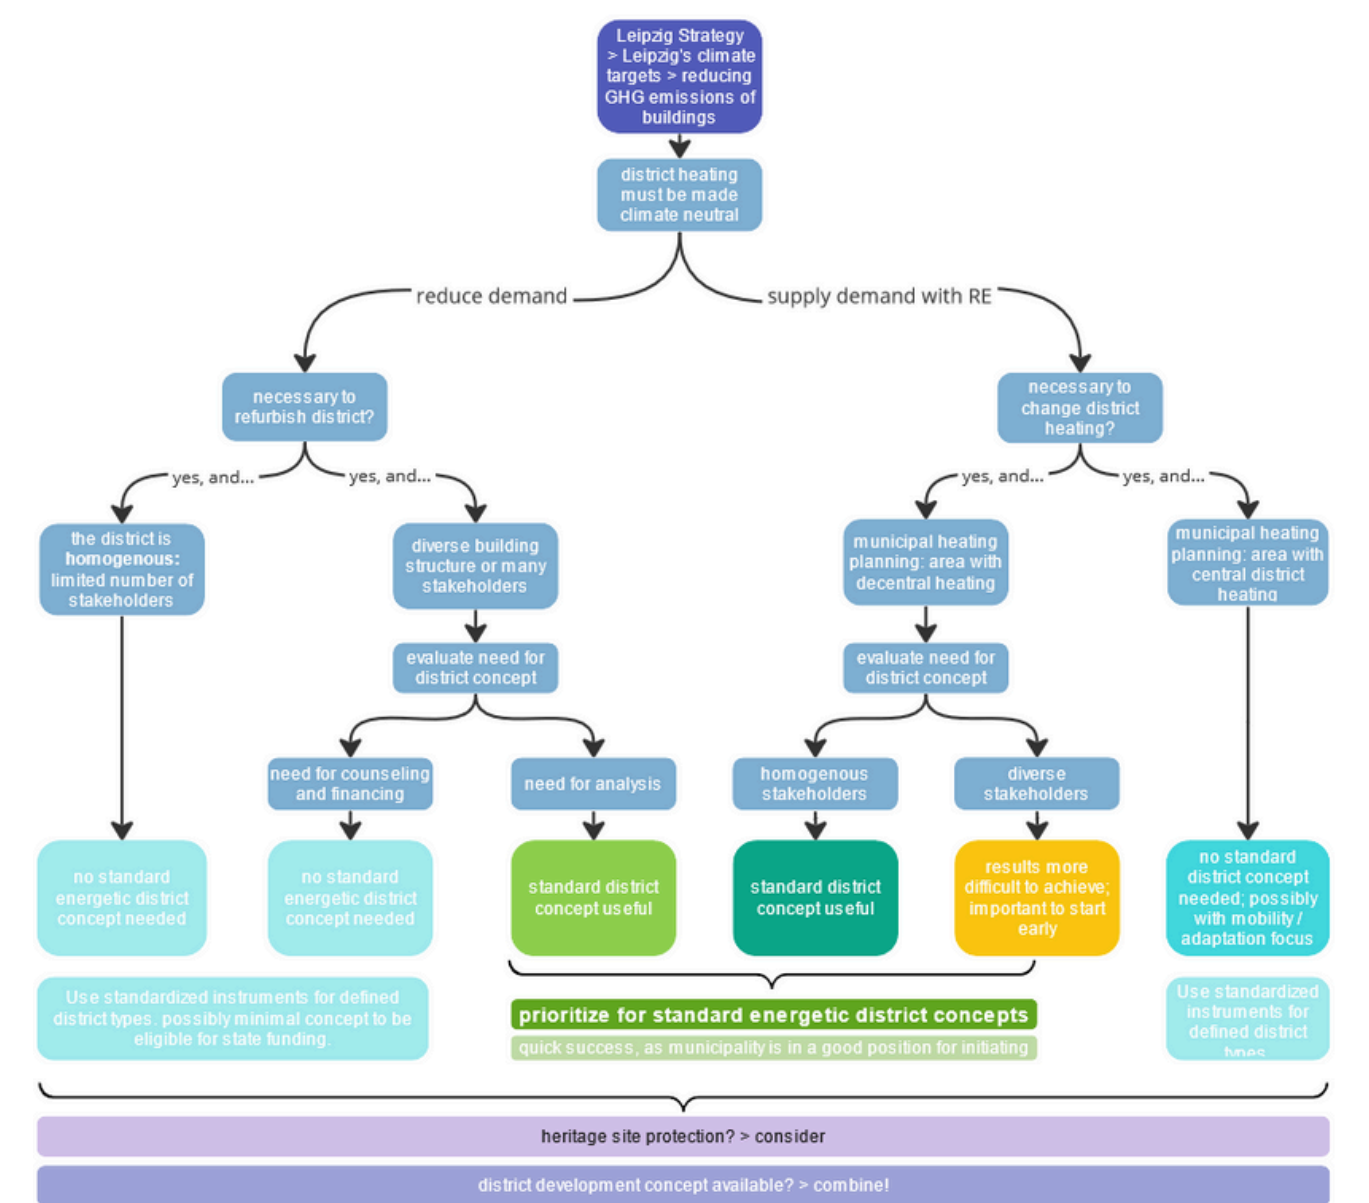 Leipzig Strategy
> Leipzig's climate
targets > reducing
GHG emissions of
buildings
district heating
must be made
climate neutral
reduce demand
supply demand with RE
necessary to
refurbish district?
necessary to
change district
heating?
yes, and...
yes, and...
yes, and...
yes, and...
the district is
homogenous:
limited number of
stakeholders
diverse building
structure or many
stakeholders
municipal heating
planning: area with
decentral heating
municipal heating
planning: area with
central district
heating
evaluate need for
district concept
evaluate need for
district concept
need for counseling
and financing
need for analysis
homogenous
stakeholders
diverse
stakeholders
no standard
energetic district
concept needed
no standard
energetic district
concept needed
standard district
concept useful
standard district
concept useful
results more
difficult to achieve;
important to start
early
no standard
district concept
needed; possibly
with mobility /
adaptation focus
Use standardized instruments for defined
district types. possibly minimal concept to be
eligible for state funding.
prioritize for standard energetic district concepts
quick success, as municipality is in a good position for initiating
Use standardized
instruments for
defined district
types
heritage site protection? > consider
district development concept available? > combine!